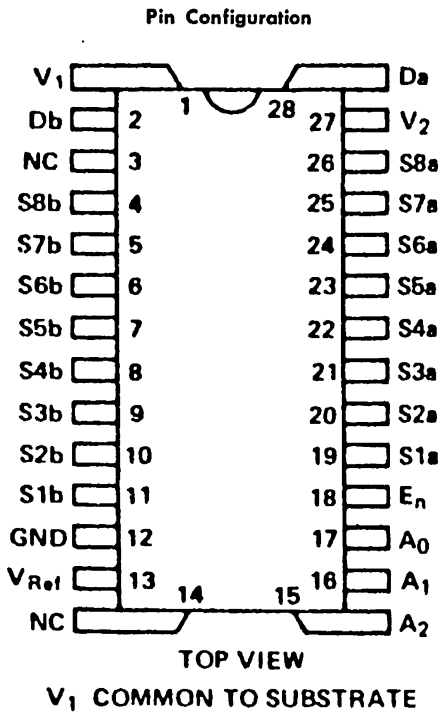 Pin Configuration
V₁ 1 28 Da
Db 2 27 V₂
NC 3 26 S8a
S8b 4 25 S7a
S7b 5 24 S6a
S6b 6 23 S5a
S5b 7 22 S4a
S4b 8 21 S3a
S3b 9 20 S2a
S2b 10 19 S1a
S1b 11 18 Eₙ
GND 12 17 A₀
VRef 13 16 A₁
NC 14 15 A₂
TOP VIEW
V₁ COMMON TO SUBSTRATE